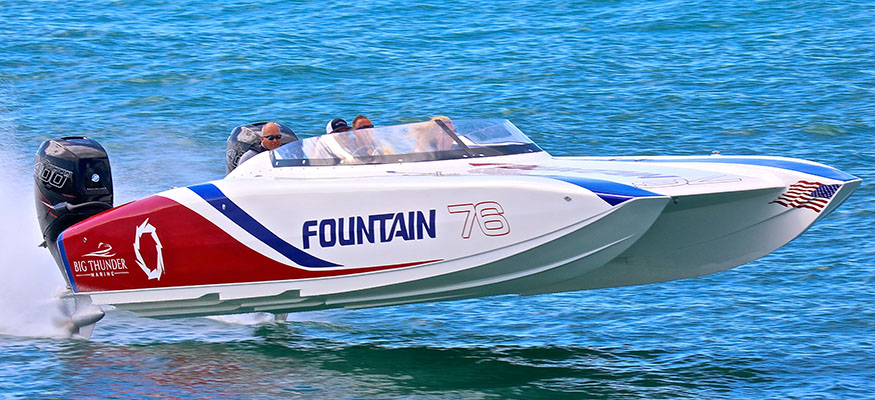 FOUNTAIN 76
BIG THUNDER
MARINE